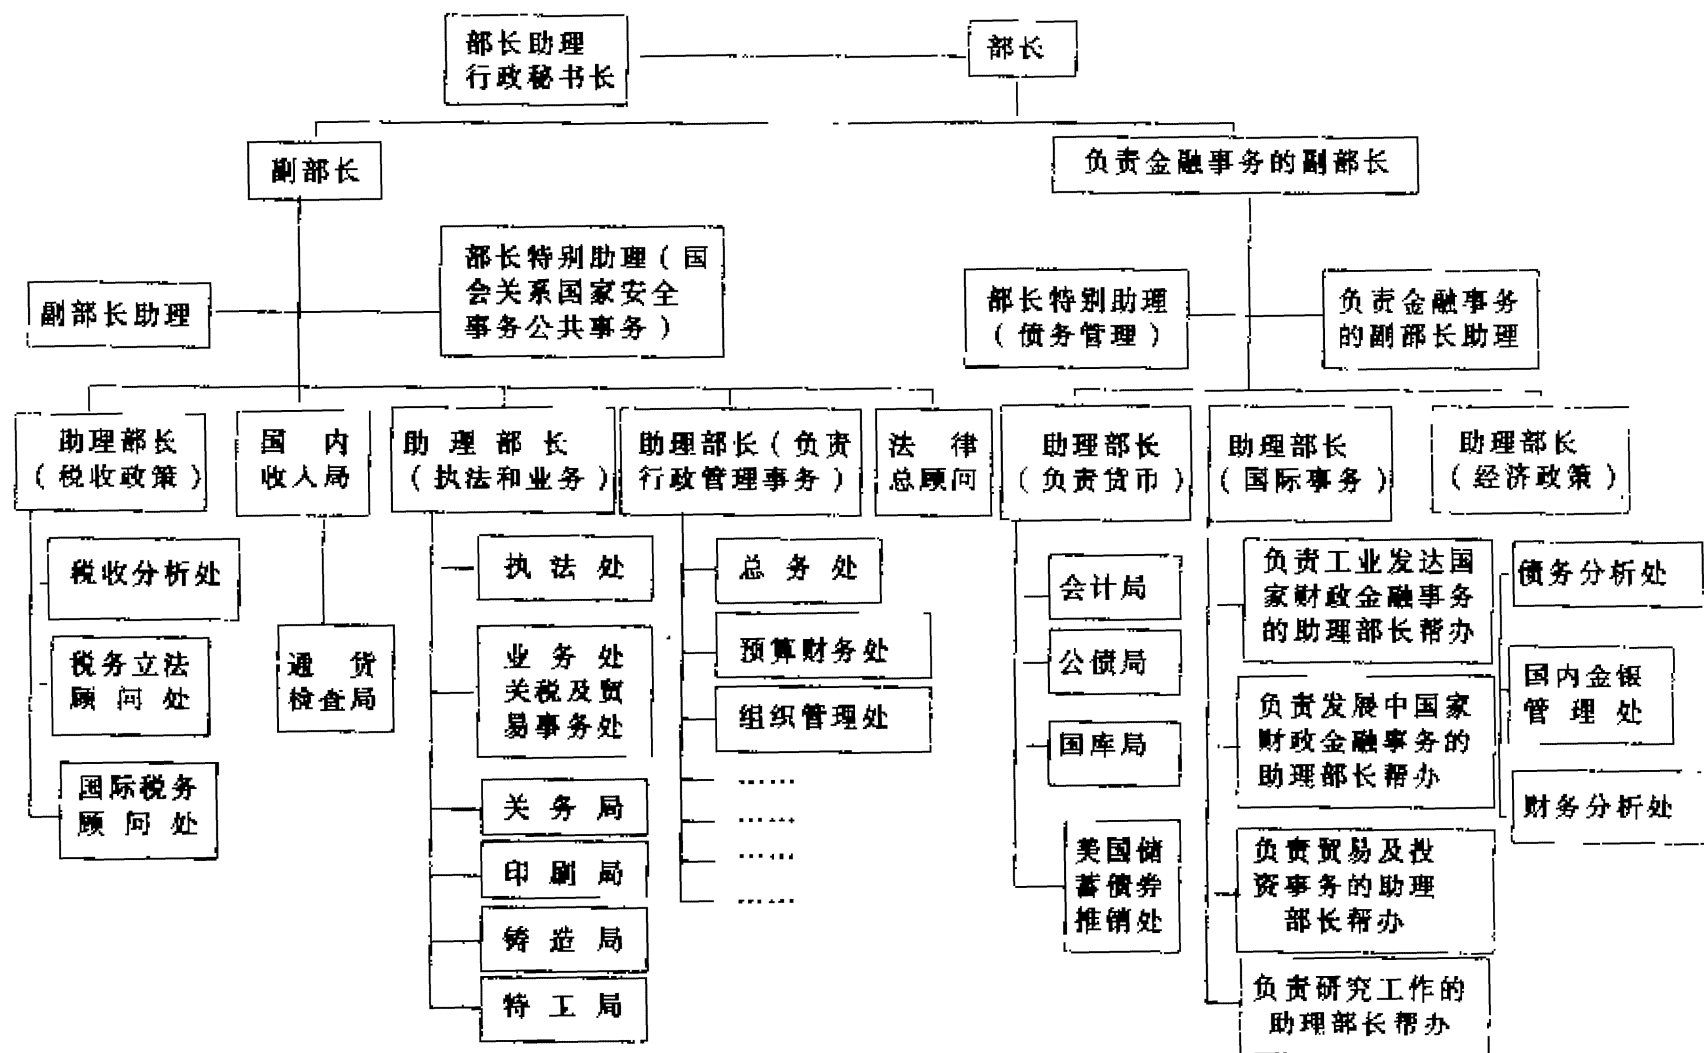 部长助理
行政秘书长
部长
副部长
负责金融事务的副部长
副部长助理
部长特别助理(国
会关系国家安全
事务公共事务)
部长特别助理
(债务管理)
负责金融事务
的副部长助理
助理部长
(税收政策)
国内
收入局
助理部长
(执法和业务)
助理部长(负责
行政管理事务)
法律
总顾问
助理部长
(负责货币)
助理部长
(国际事务)
助理部长
(经济政策)
税收分析处
税务立法
顾问处
国际税务
顾问处
通货
检查局
执法处
业务处
关税及贸
易事务处
关务局
印刷局
铸造局
特工局
总务处
预算财务处
组织管理处
……
……
……
……
会计局
公债局
国库局
美国储
蓄债券
推销处
负责工业发达国
家财政金融事务
的助理部长帮办
负责发展中国家
财政金融事务的
助理部长帮办
负责贸易及投
资事务的助理
部长帮办
负责研究工作的
助理部长帮办
债务分析处
国内金银
管理处
财务分析处